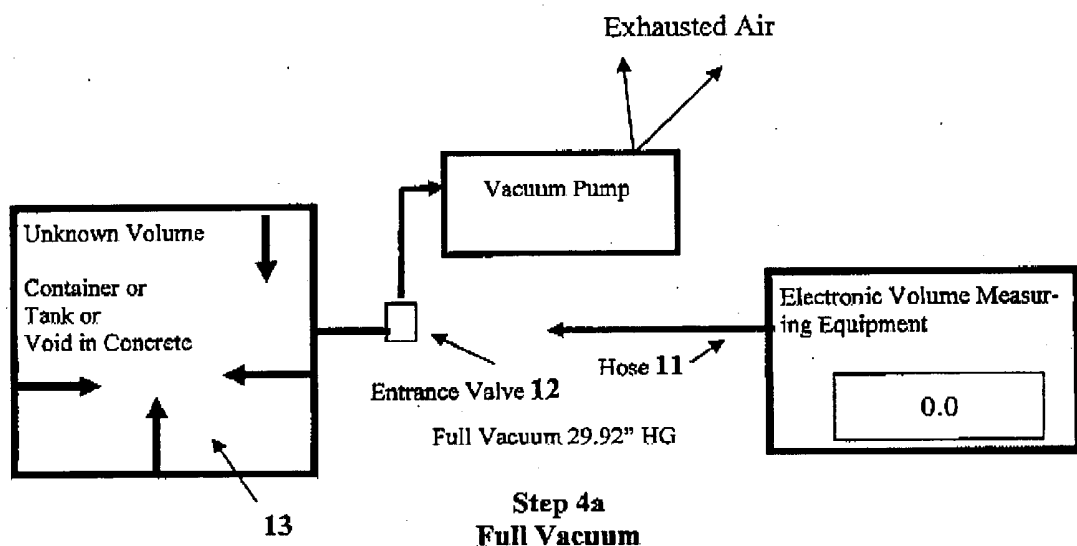 Exhausted Air
Vacuum Pump
Unknown Volume
Container or
Tank or
Void in Concrete
Electronic Volume Measur-
ing Equipment
0.0
Hose 11
Entrance Valve 12
Full Vacuum 29.92" HG
13
Step 4a
Full Vacuum